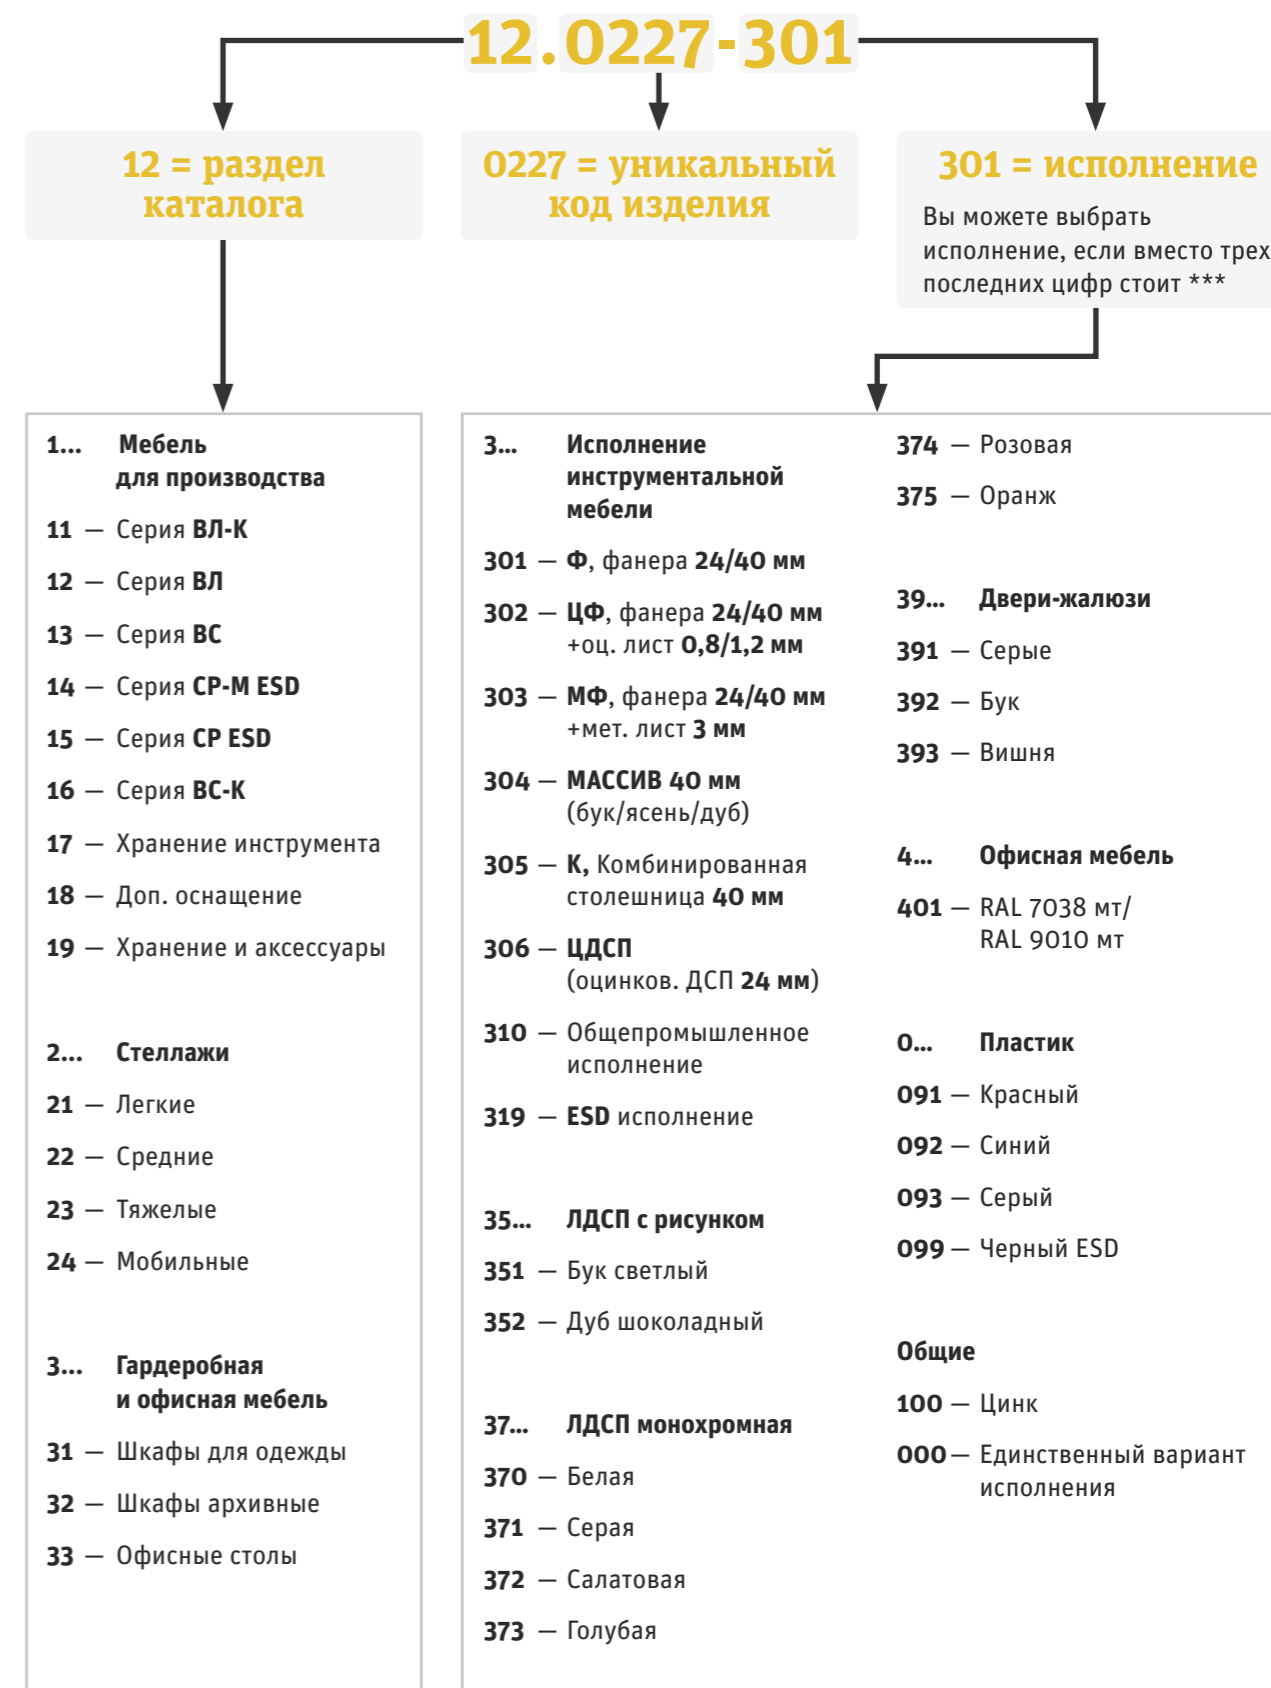 12.0227-301
12 = раздел
каталога
0227 = уникальный
код изделия
301 = исполнение
Вы можете выбрать
исполнение, если вместо трех
последних цифр стоит ***
1... Мебель
для производства
11 — Серия ВЛ-К
12 — Серия ВЛ
13 — Серия ВС
14 — Серия СР-М ESD
15 — Серия СР ESD
16 — Серия ВС-К
17 — Хранение инструмента
18 — Доп. оснащение
19 — Хранение и аксессуары
2... Стеллажи
21 — Легкие
22 — Средние
23 — Тяжелые
24 — Мобильные
3... Гардеробная
и офисная мебель
31 — Шкафы для одежды
32 — Шкафы архивные
33 — Офисные столы
3... Исполнение
инструментальной
мебели
301 — Ф, фанера 24/40 мм
302 — ЦФ, фанера 24/40 мм
+оц. лист 0,8/1,2 мм
303 — МФ, фанера 24/40 мм
+мет. лист 3 мм
304 — МАССИВ 40 мм
(бук/ясень/дуб)
305 — К, Комбинированная
столешница 40 мм
306 — ЦДСП
(оцинков. ДСП 24 мм)
310 — Общепромышленное
исполнение
319 — ESD исполнение
35... ЛДСП с рисунком
351 — Бук светлый
352 — Дуб шоколадный
37... ЛДСП монохромная
370 — Белая
371 — Серая
372 — Салатовая
373 — Голубая
374 — Розовая
375 — Оранж
39... Двери-жалюзи
391 — Серые
392 — Бук
393 — Вишня
4... Офисная мебель
401 — RAL 7038 мт/
RAL 9010 мт
0... Пластик
091 — Красный
092 — Синий
093 — Серый
099 — Черный ESD
Общие
100 — Цинк
000 — Единственный вариант
исполнения